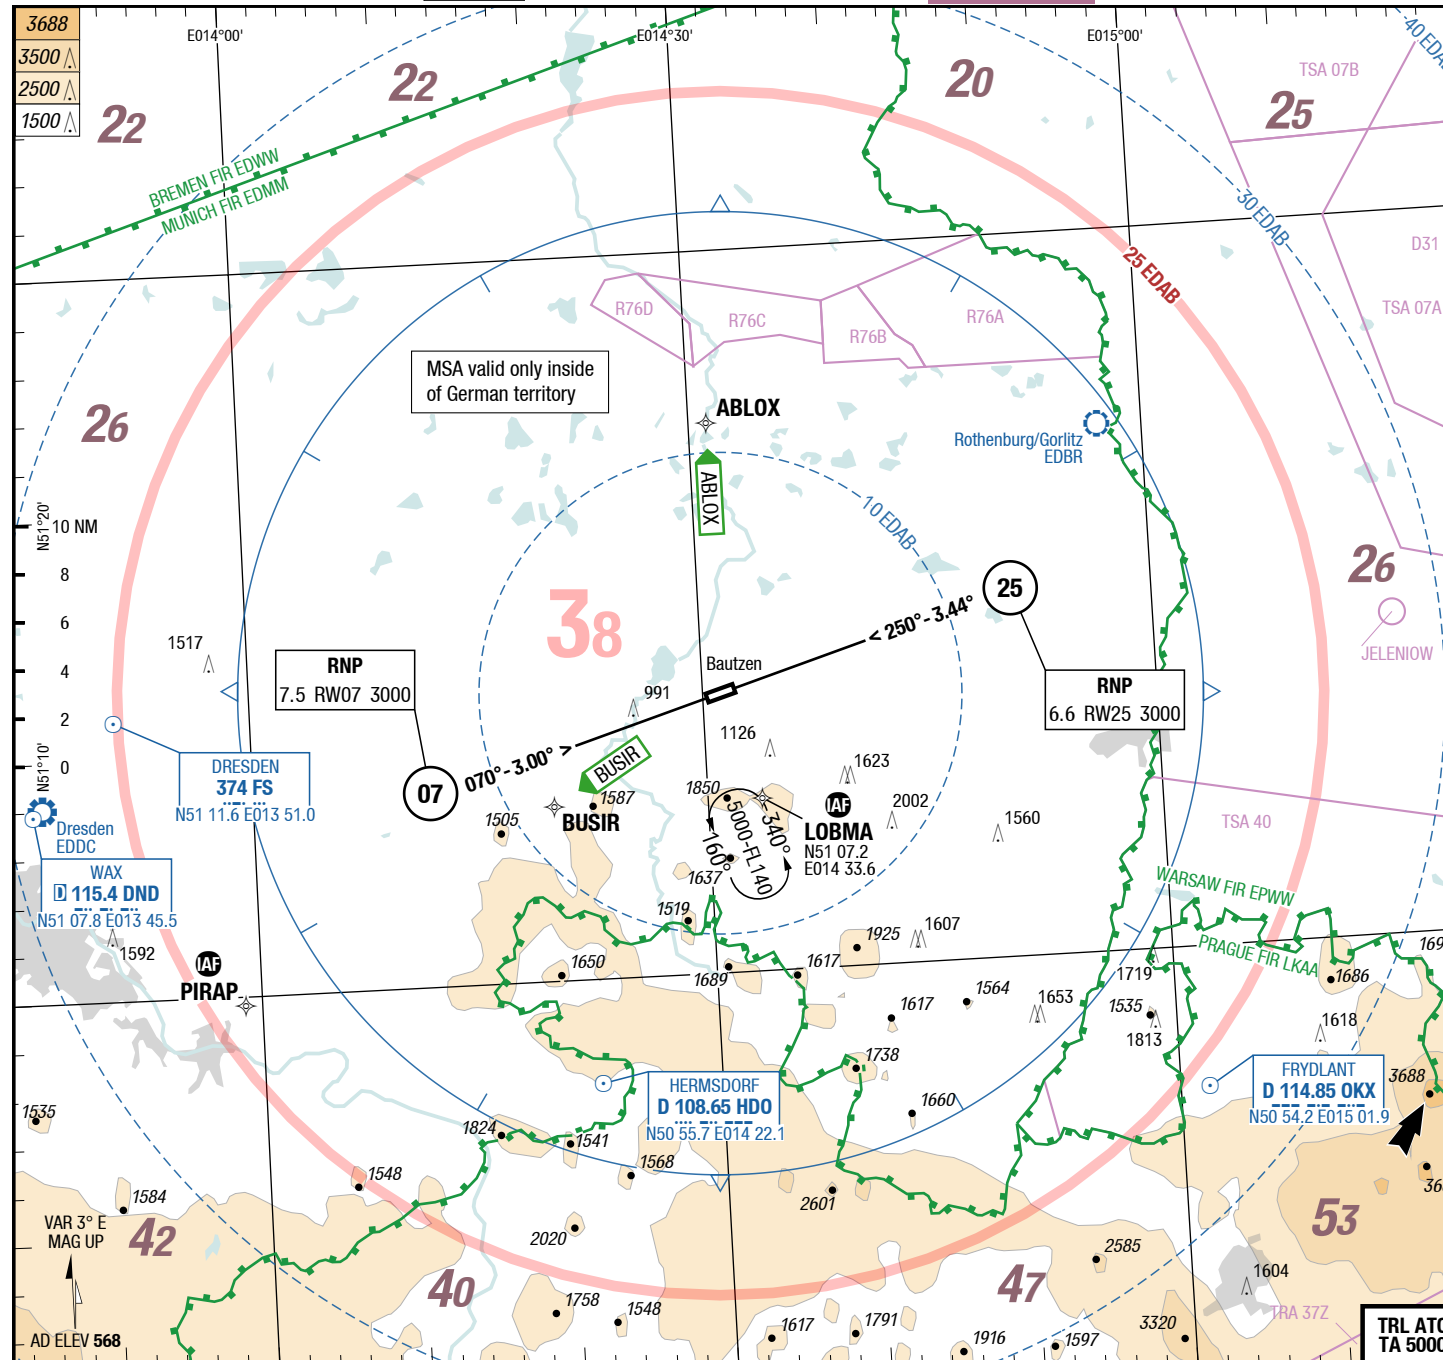 3688
3500
2500
1500
E014°00'
E014°30'
E015°00'
40 EDAB
22
22
20
25
TSA 07B
BREMEN FIR EDWW
MUNICH FIR EDMM
30 EDAB
25 EDAB
D31
TSA 07A
R76D
R76C
R76B
R76A
MSA valid only inside
of German territory
26
ABLOX
Rothenburg/Gorlitz
EDBR
ABLOX
10 EDAB
N51°20'
10 NM
8
6
4
2
0
N51°10'
26
25
38
< 250°-3.44°
JELENIOW
1517
RNP
7.5 RW07 3000
Bautzen
991
RNP
6.6 RW25 3000
1126
070°-3.00° >
07
BUSIR
1623
DRESDEN
374 FS
N51 11.6 E013 51.0
1587
BUSIR
1505
1850
5000-FL140
340°
160°
IAF
LOBMA
N51 07.2
E014 33.6
2002
1560
TSA 40
Dresden
EDDC
WAX
D 115.4 DND
N51 07.8 E013 45.5
1637
WARSAW FIR EPWW
PRAGUE FIR LKAA
1519
1592
1925
1607
IAF
PIRAP
1650
1689
1617
1719
1686
169
1617
1564
1653
1535
1813
1618
1738
HERMSDORF
D 108.65 HDO
N50 55.7 E014 22.1
FRYDLANT
D 114.85 OKX
N50 54.2 E015 01.9
3688
1535
1660
1824
1541
1568
1548
1584
2601
36
VAR 3° E
MAG UP
42
2020
53
2585
40
47
1604
1758
1548
1617
1791
1916
1597
3320
TRA 37Z
AD ELEV 568
TRL ATC
TA 5000